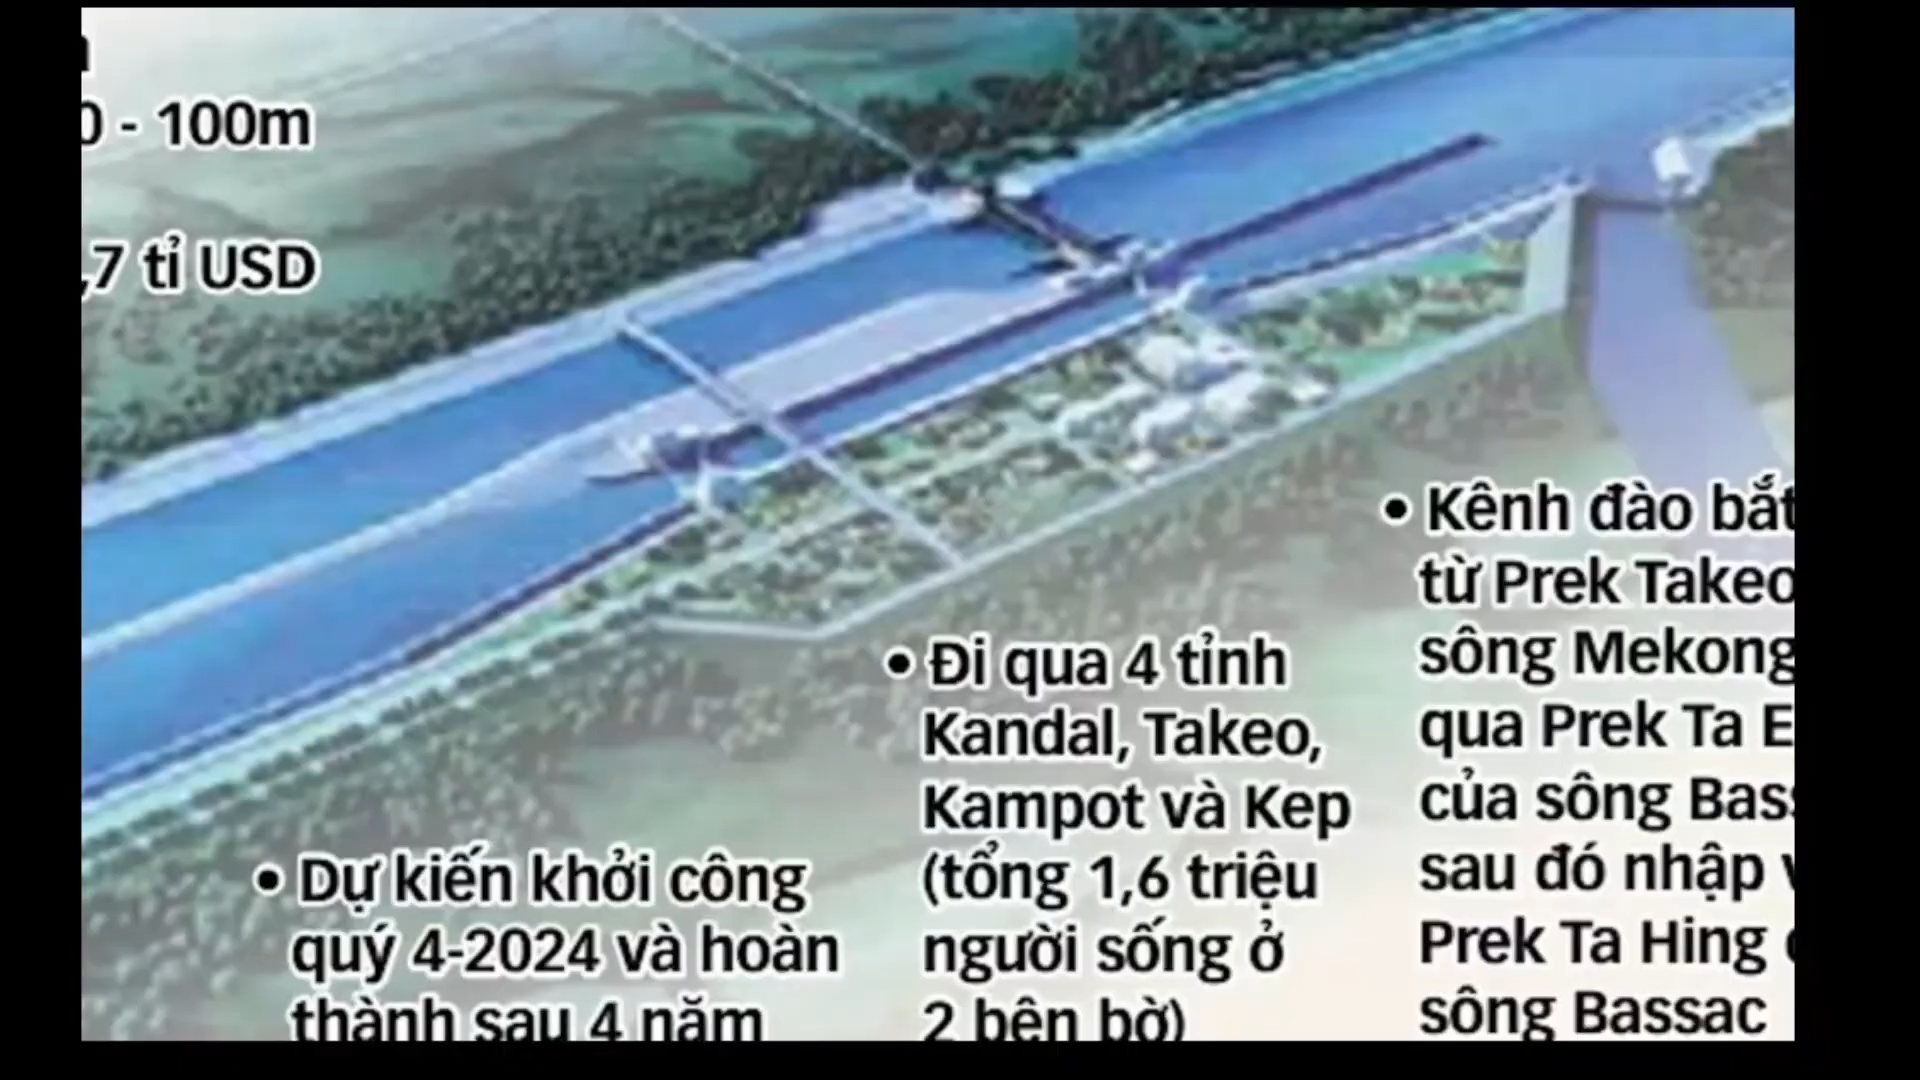 0 - 100m
,7 tỉ USD
• Dự kiến khởi công
quý 4-2024 và hoàn
thành sau 4 năm
• Đi qua 4 tỉnh
Kandal, Takeo,
Kampot và Kep
(tổng 1,6 triệu
người sống ở
2 bên bờ)
• Kênh đào bắt
từ Prek Takeo
sông Mekong
qua Prek Ta E
của sông Bass
sau đó nhập
Prek Ta Hing
sông Bassac